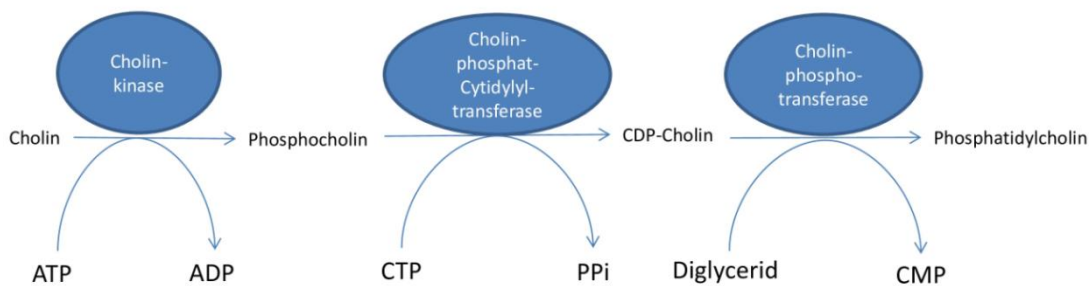 Cholin-
kinase
Cholin-
phosphat-
Cytidylyl-
transferase
Cholin-
phospho-
transferase
Cholin
Phosphocholin
CDP-Cholin
Phosphatidylcholin
ATP
ADP
CTP
PPi
Diglycerid
CMP